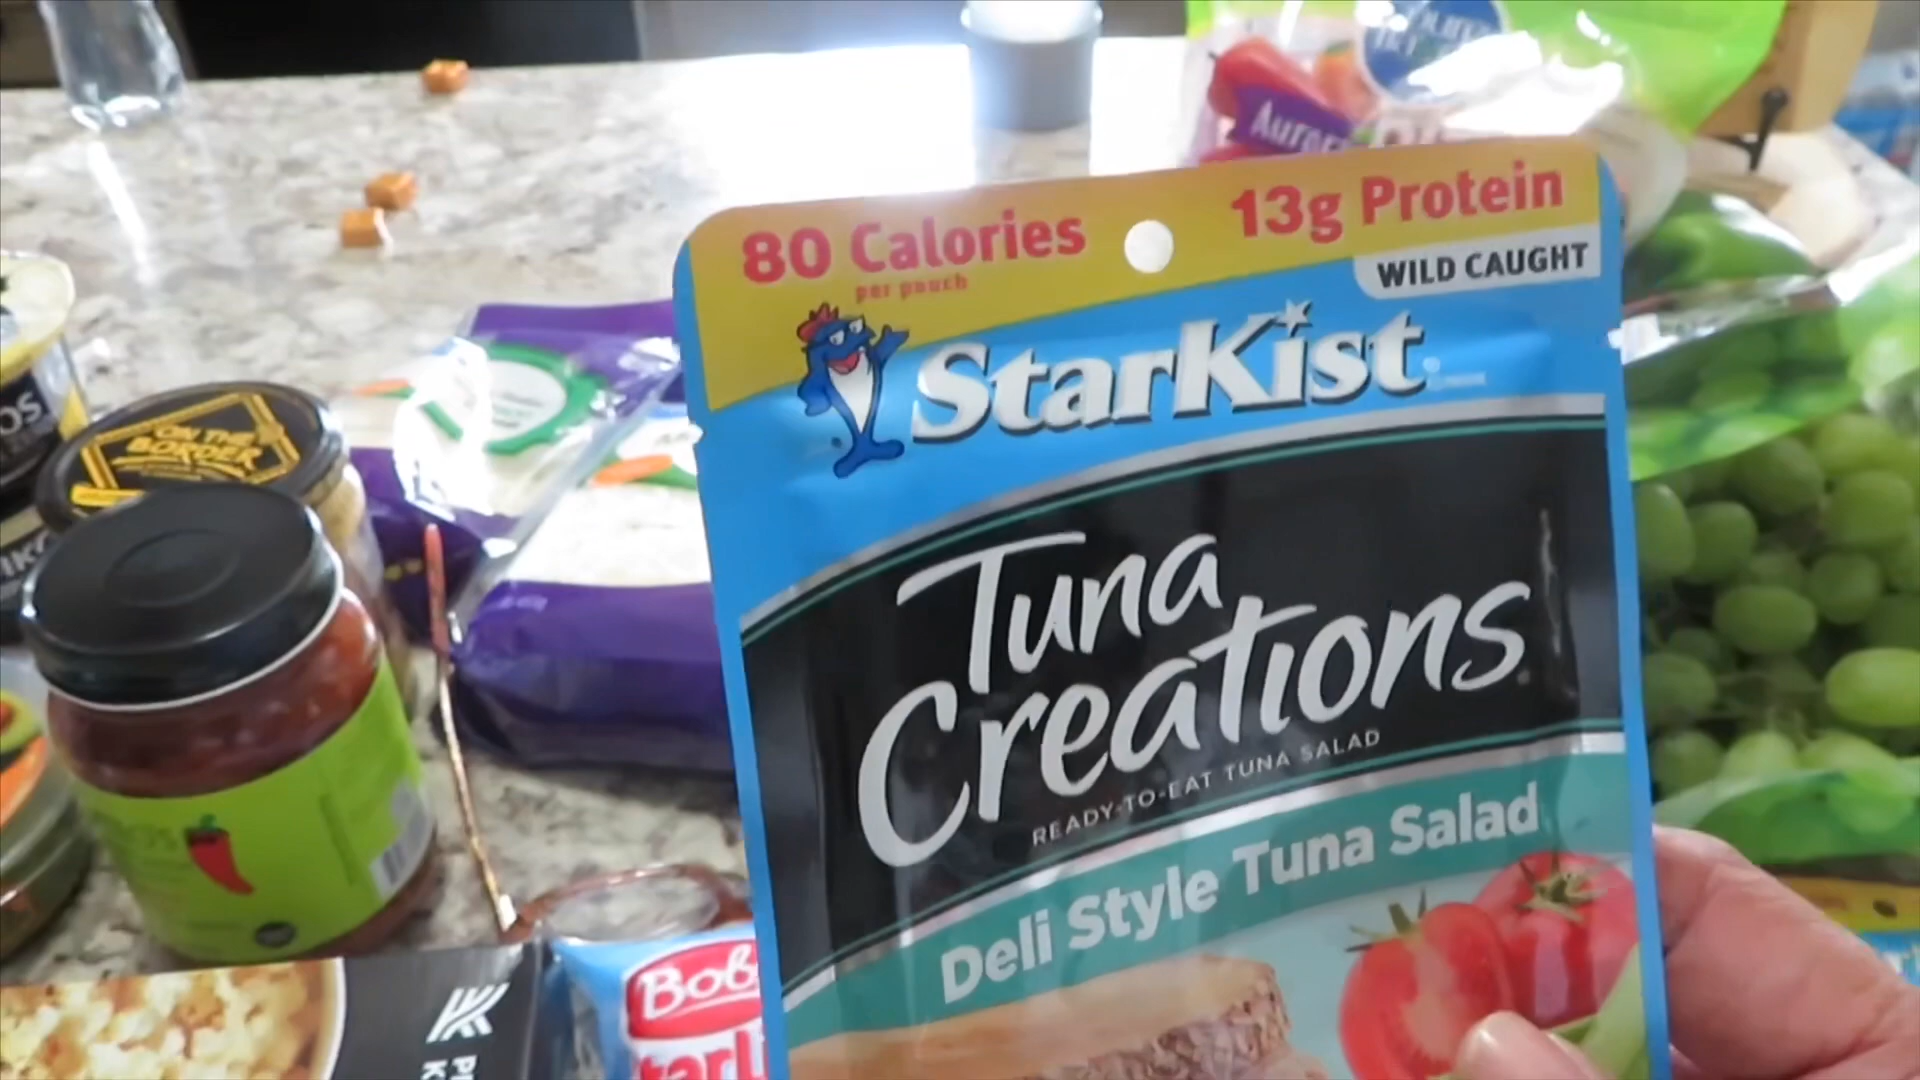 80 Calories
per pouch
13g Protein
WILD CAUGHT
StarKist
Tuna
Creations
READY-TO-EAT TUNA SALAD
Deli Style Tuna Salad
ON THE
BORDER
Bob